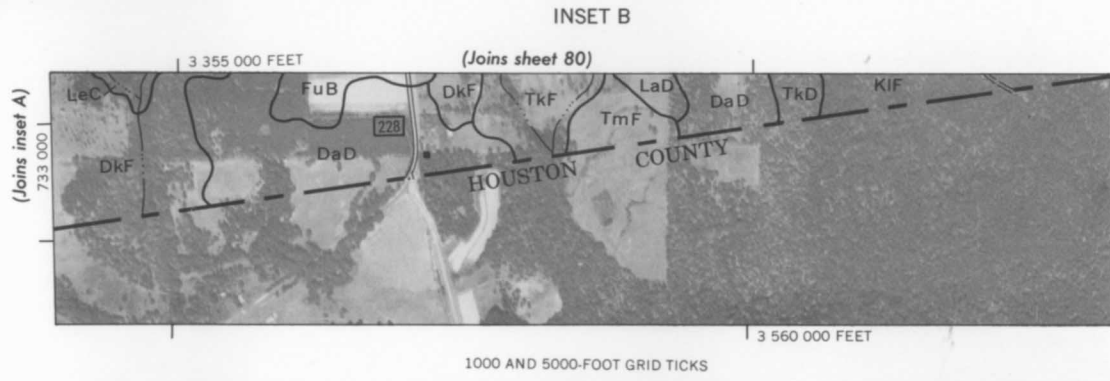 INSET B
3 355 000 FEET
(Joins sheet 80)
LeC
FuB
DkF
TkF
LaD
DaD
TkD
KlF
TmF
228
DkF
DaD
HOUSTON COUNTY
(Joins inset A)
733 000
3 560 000 FEET
1000 AND 5000-FOOT GRID TICKS